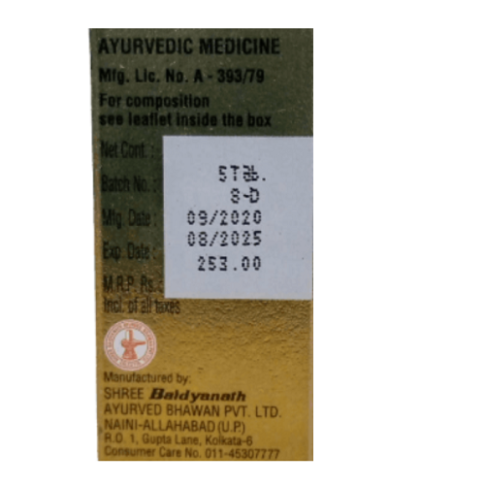 AYURVEDIC MEDICINE
Mfg. Lic. No. A - 393/79
For composition
see leaflet inside the box
Net Cont. :
5Tab.
Batch No. :
8-D
Mfg. Date :
09/2020
Exp. Date :
08/2025
M.R.P. Rs. :
253.00
Incl. of all taxes
Manufactured by:
SHREE Baidyanath
AYURVED BHAWAN PVT. LTD.
NAINI-ALLAHABAD (U.P.)
R.O. 1, Gupta Lane, Kolkata-6
Consumer Care No. 011-45307777